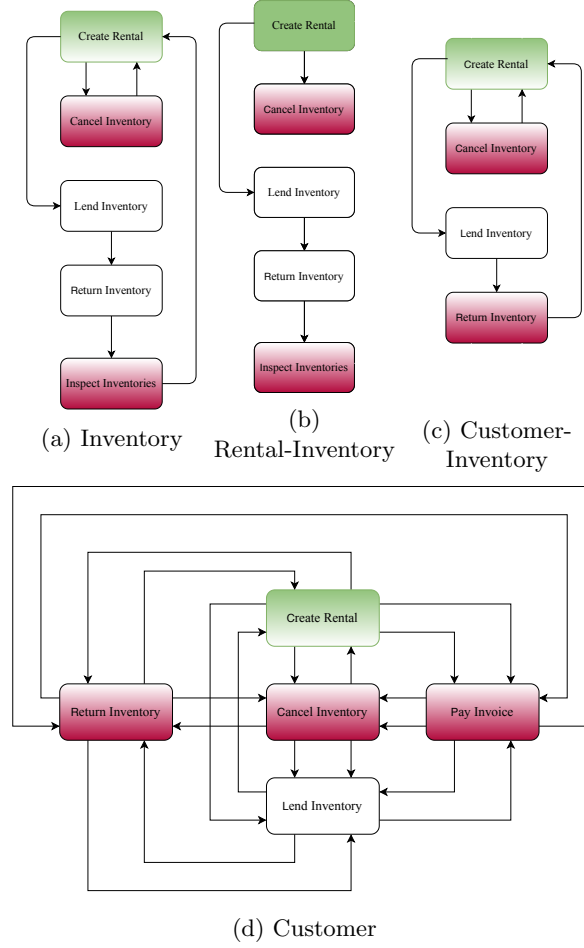 Create Rental
Cancel Inventory
Lend Inventory
Return Inventory
Inspect Inventories
(a) Inventory
Create Rental
Cancel Inventory
Lend Inventory
Return Inventory
Inspect Inventories
(b)
Rental-Inventory
Create Rental
Cancel Inventory
Lend Inventory
Return Inventory
(c) Customer-
Inventory
Create Rental
Return Inventory
Cancel Inventory
Pay Invoice
Lend Inventory
(d) Customer